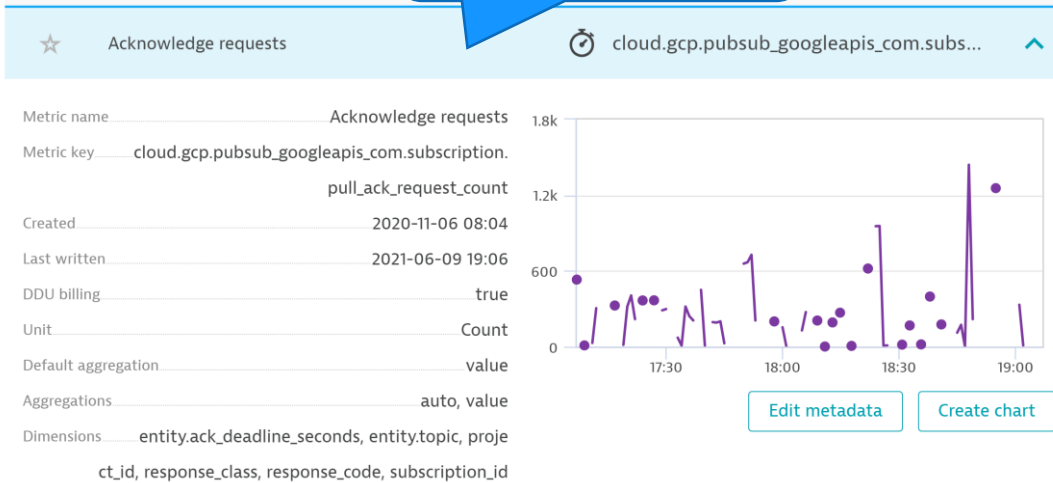 Acknowledge requests
cloud.gcp.pubsub_googleapis_com.subs...
Metric name Acknowledge requests
Metric key cloud.gcp.pubsub_googleapis_com.subscription.
pull_ack_request_count
Created 2020-11-06 08:04
Last written 2021-06-09 19:06
DDU billing true
Unit Count
Default aggregation value
Aggregations auto, value
Dimensions entity.ack_deadline_seconds, entity.topic, proje
ct_id, response_class, response_code, subscription_id
1.8k
1.2k
600
0
17:30 18:00 18:30 19:00
Edit metadata Create chart